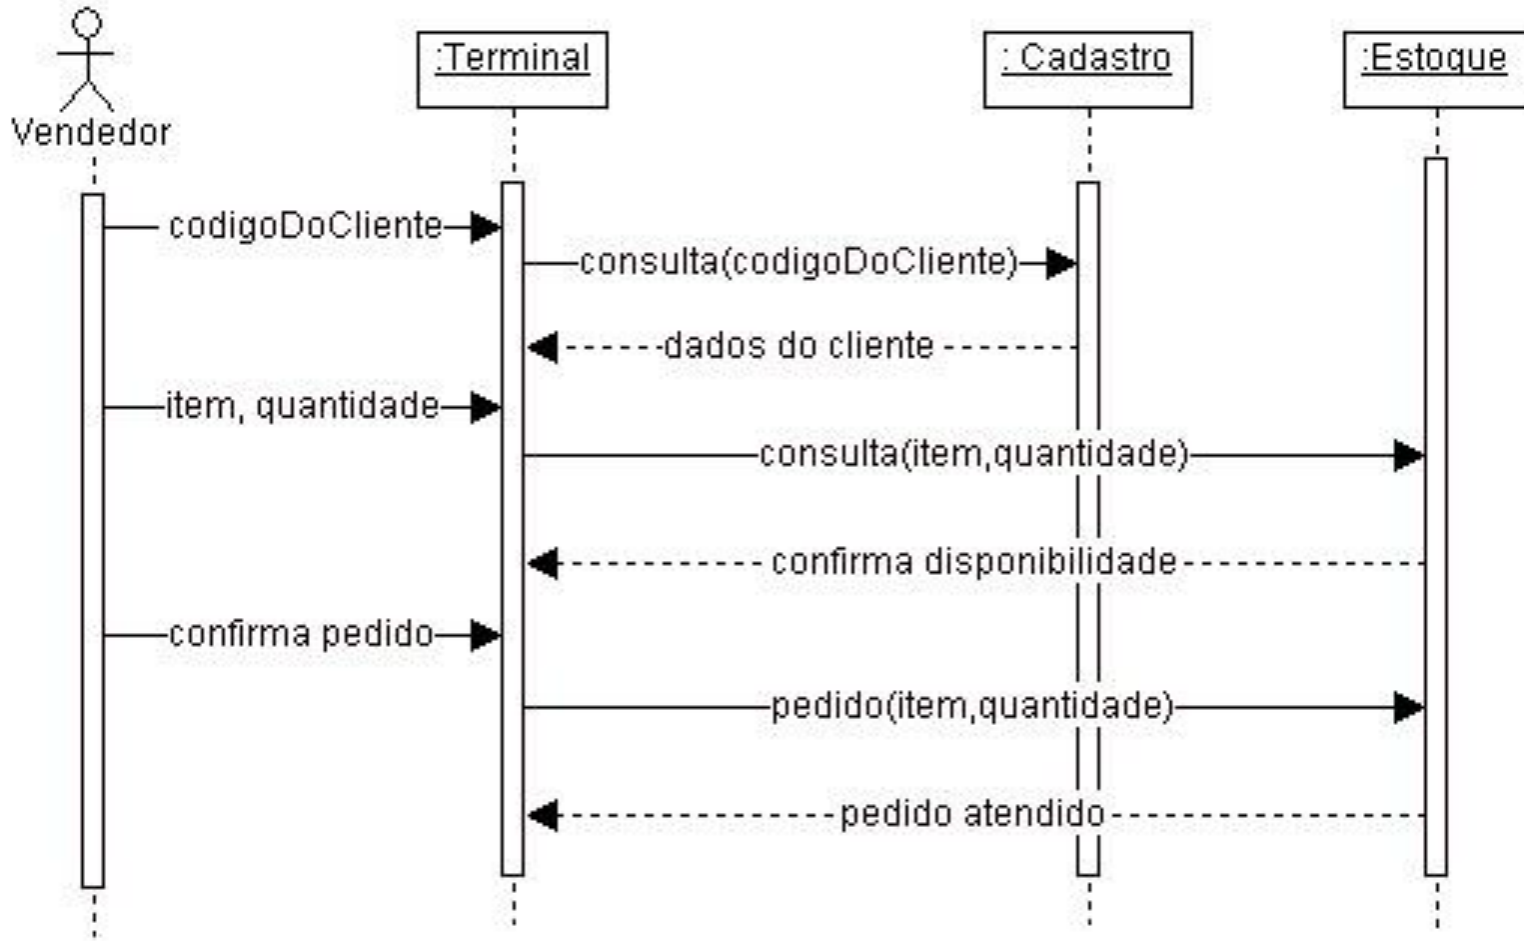 :Terminal
: Cadastro
:Estoque
Vendedor
codigoDoCliente
consulta(codigoDoCliente)
dados do cliente
item, quantidade
consulta(item,quantidade)
confirma disponibilidade
confirma pedido
pedido(item,quantidade)
pedido atendido